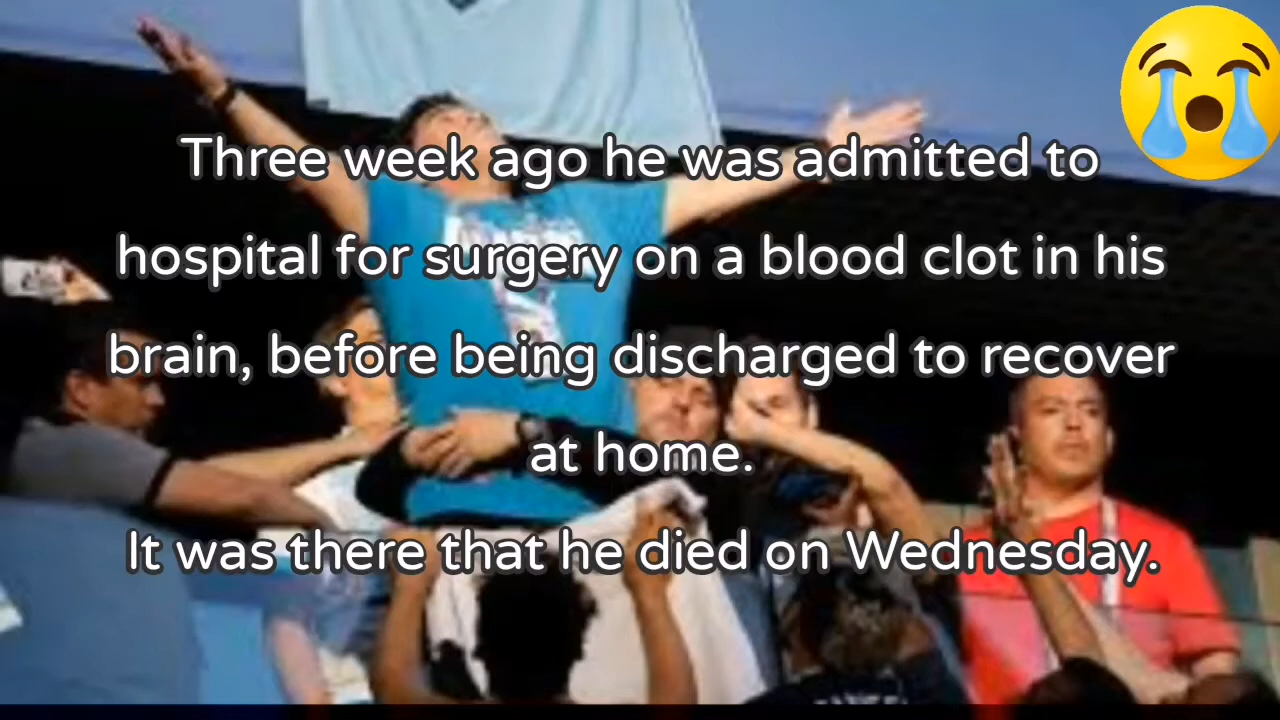 Three week ago he was admitted to
hospital for surgery on a blood clot in his
brain, before being discharged to recover
at home.
It was there that he died on Wednesday.